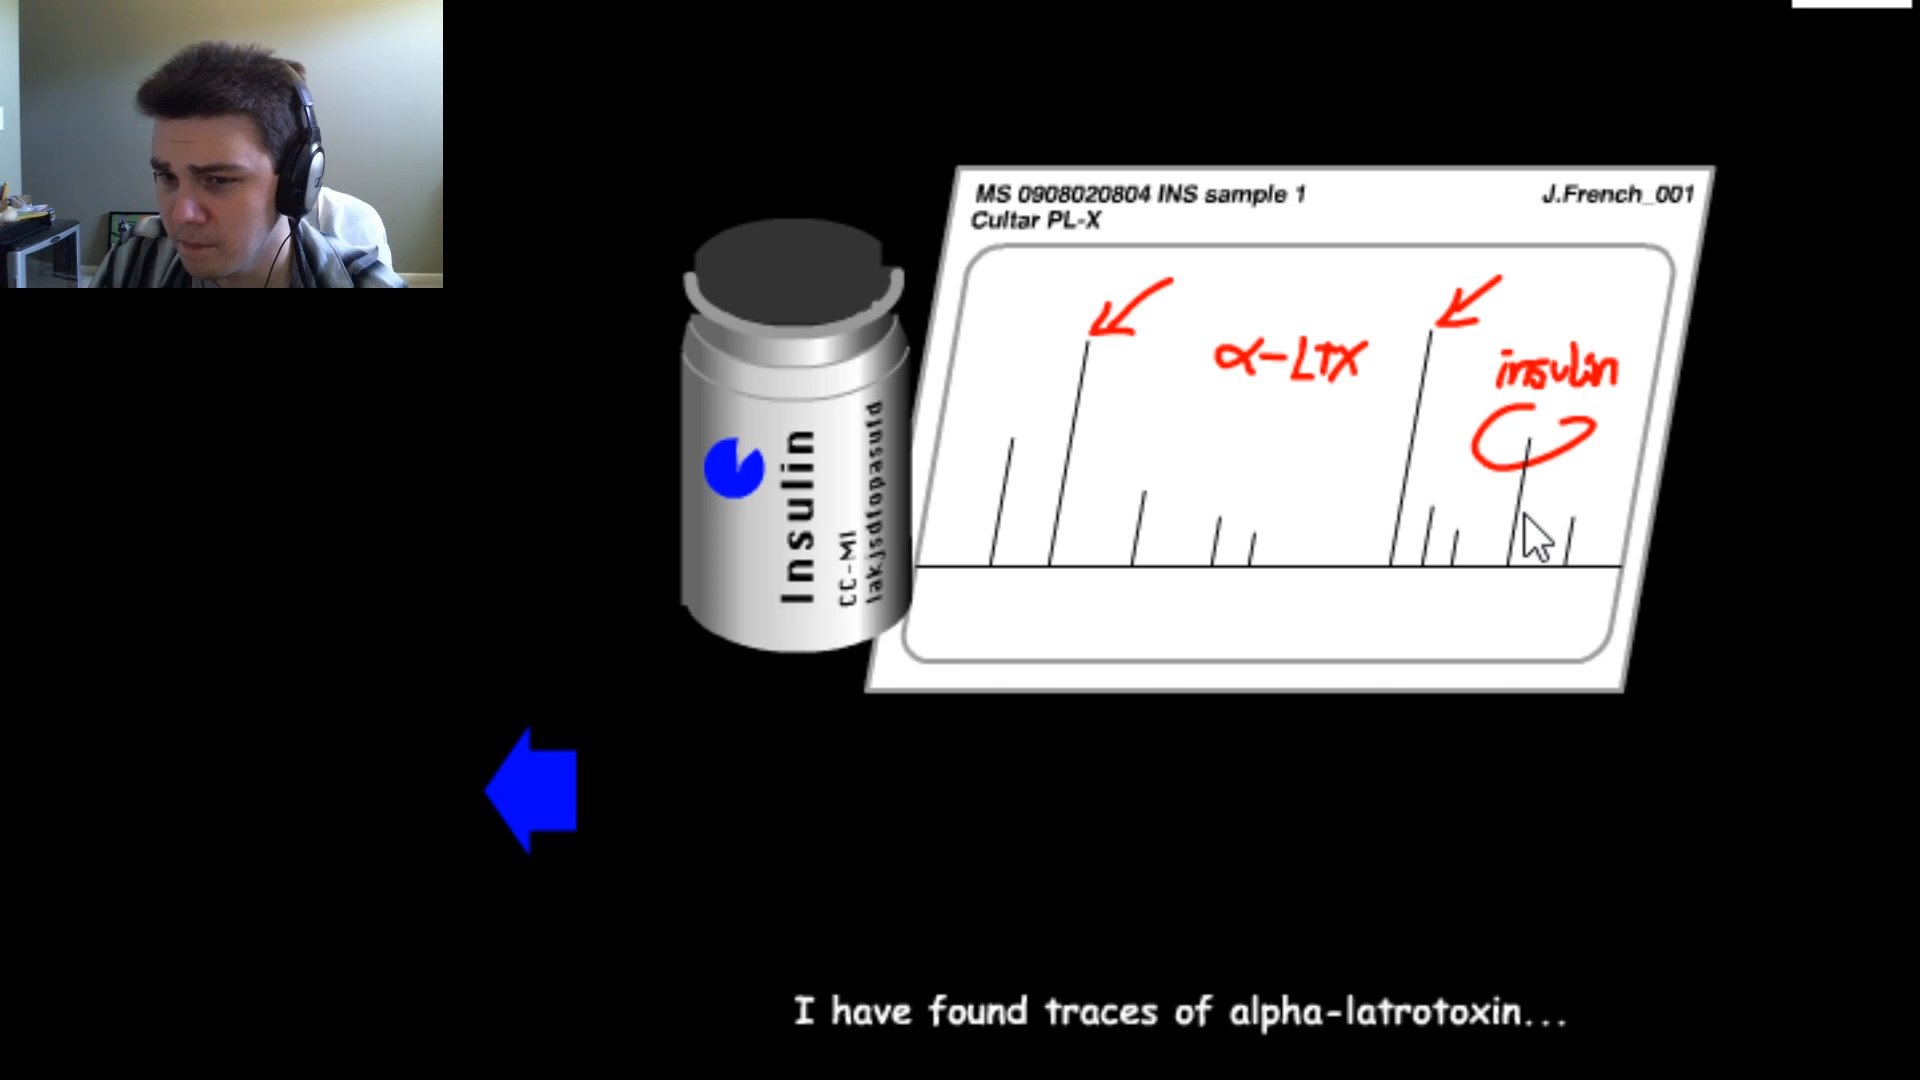 MS 0908020804 INS sample 1
J.French_001
Cultar PL-X
α-LTX
insulin
Insulin
CC-MI
I have found traces of alpha-latrotoxin...